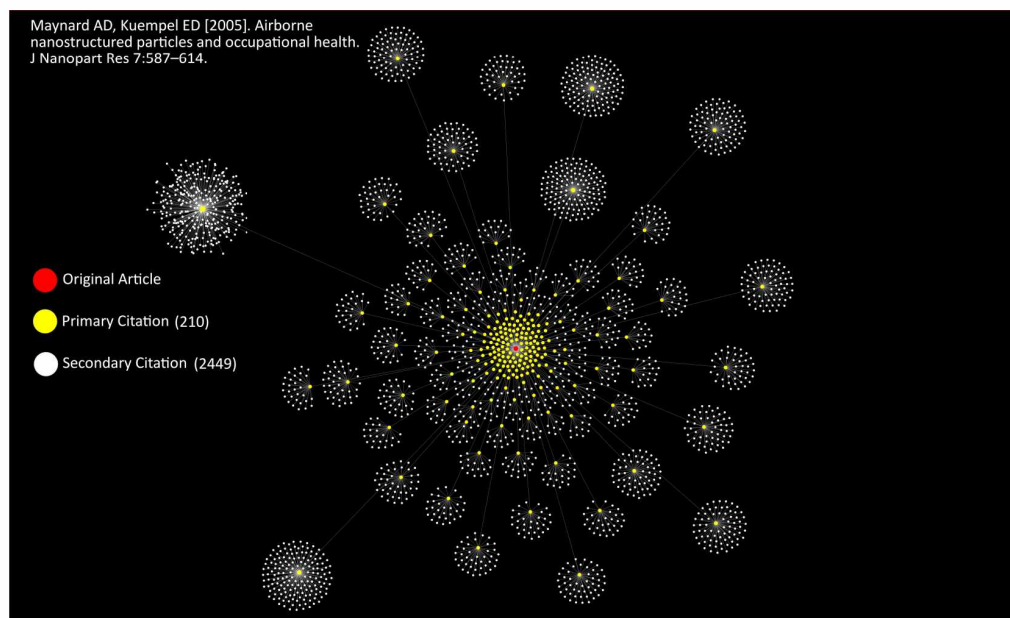 Maynard AD, Kuempel ED [2005]. Airborne
nanostructured particles and occupational health.
J Nanopart Res 7:587–614.
Original Article
Primary Citation (210)
Secondary Citation (2449)